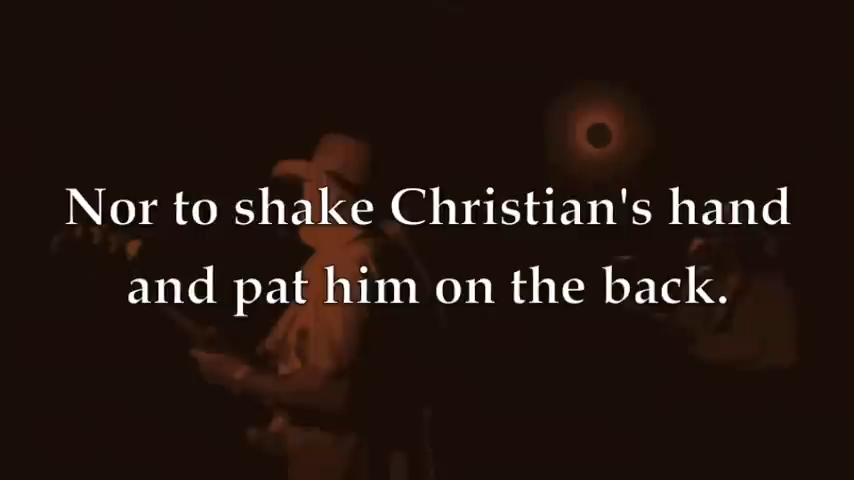 Nor to shake Christian's hand
and pat him on the back.